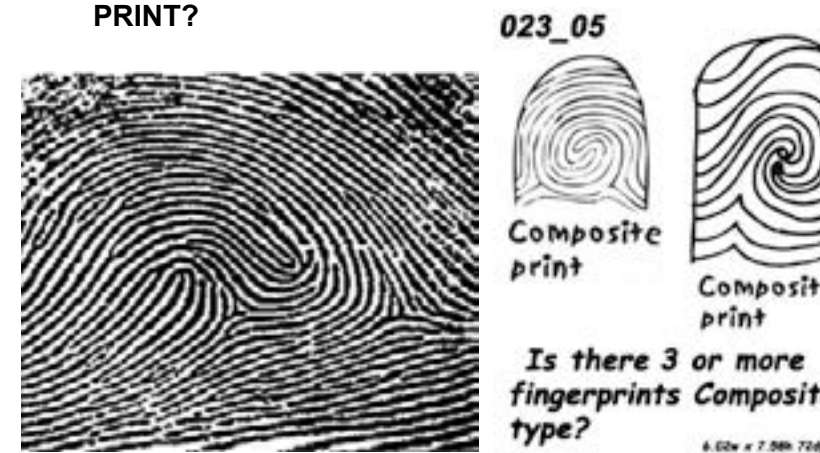 PRINT?
023_05
Composite
print
Composit
print
Is there 3 or more
fingerprints Composit
type?